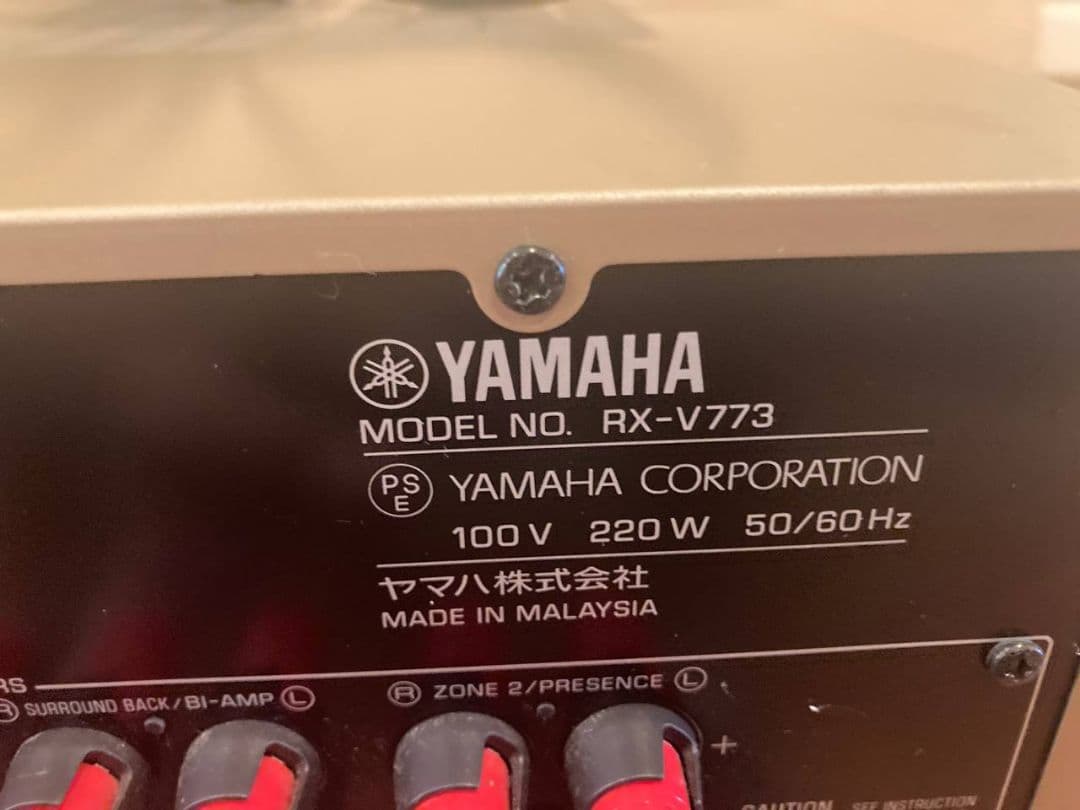 YAMAHA
MODEL NO. RX-V773
PSE YAMAHA CORPORATION
100V 220W 50/60Hz
ヤマハ株式会社
MADE IN MALAYSIA
RS
R SURROUND BACK/BI-AMP L
R ZONE 2/PRESENCE L
+
CAUTION SEE INSTRUCTION